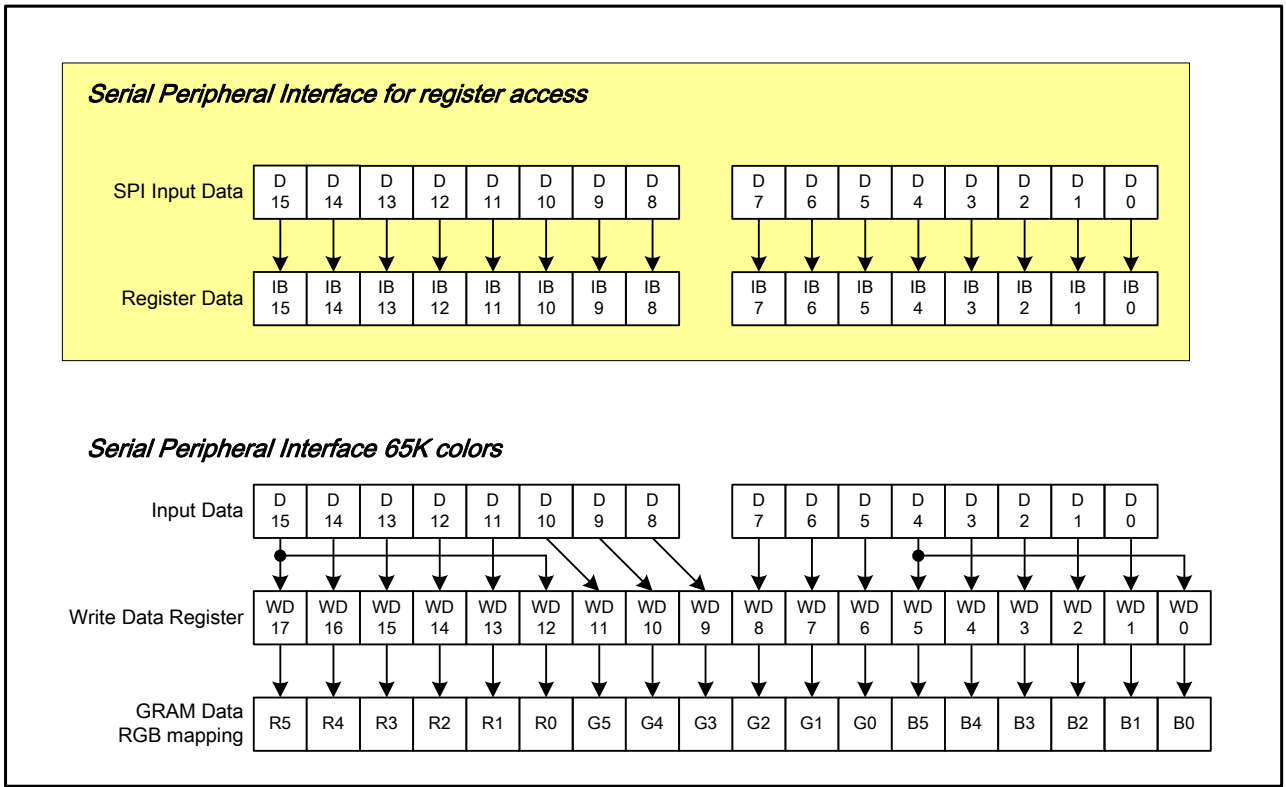 Serial Peripheral Interface for register access
SPI Input Data D 15 D 14 D 13 D 12 D 11 D 10 D 9 D 8 D 7 D 6 D 5 D 4 D 3 D 2 D 1 D 0
Register Data IB 15 IB 14 IB 13 IB 12 IB 11 IB 10 IB 9 IB 8 IB 7 IB 6 IB 5 IB 4 IB 3 IB 2 IB 1 IB 0
Serial Peripheral Interface 65K colors
Input Data D 15 D 14 D 13 D 12 D 11 D 10 D 9 D 8 D 7 D 6 D 5 D 4 D 3 D 2 D 1 D 0
Write Data Register WD 17 WD 16 WD 15 WD 14 WD 13 WD 12 WD 11 WD 10 WD 9 WD 8 WD 7 WD 6 WD 5 WD 4 WD 3 WD 2 WD 1 WD 0
GRAM Data
RGB mapping R5 R4 R3 R2 R1 R0 G5 G4 G3 G2 G1 G0 B5 B4 B3 B2 B1 B0